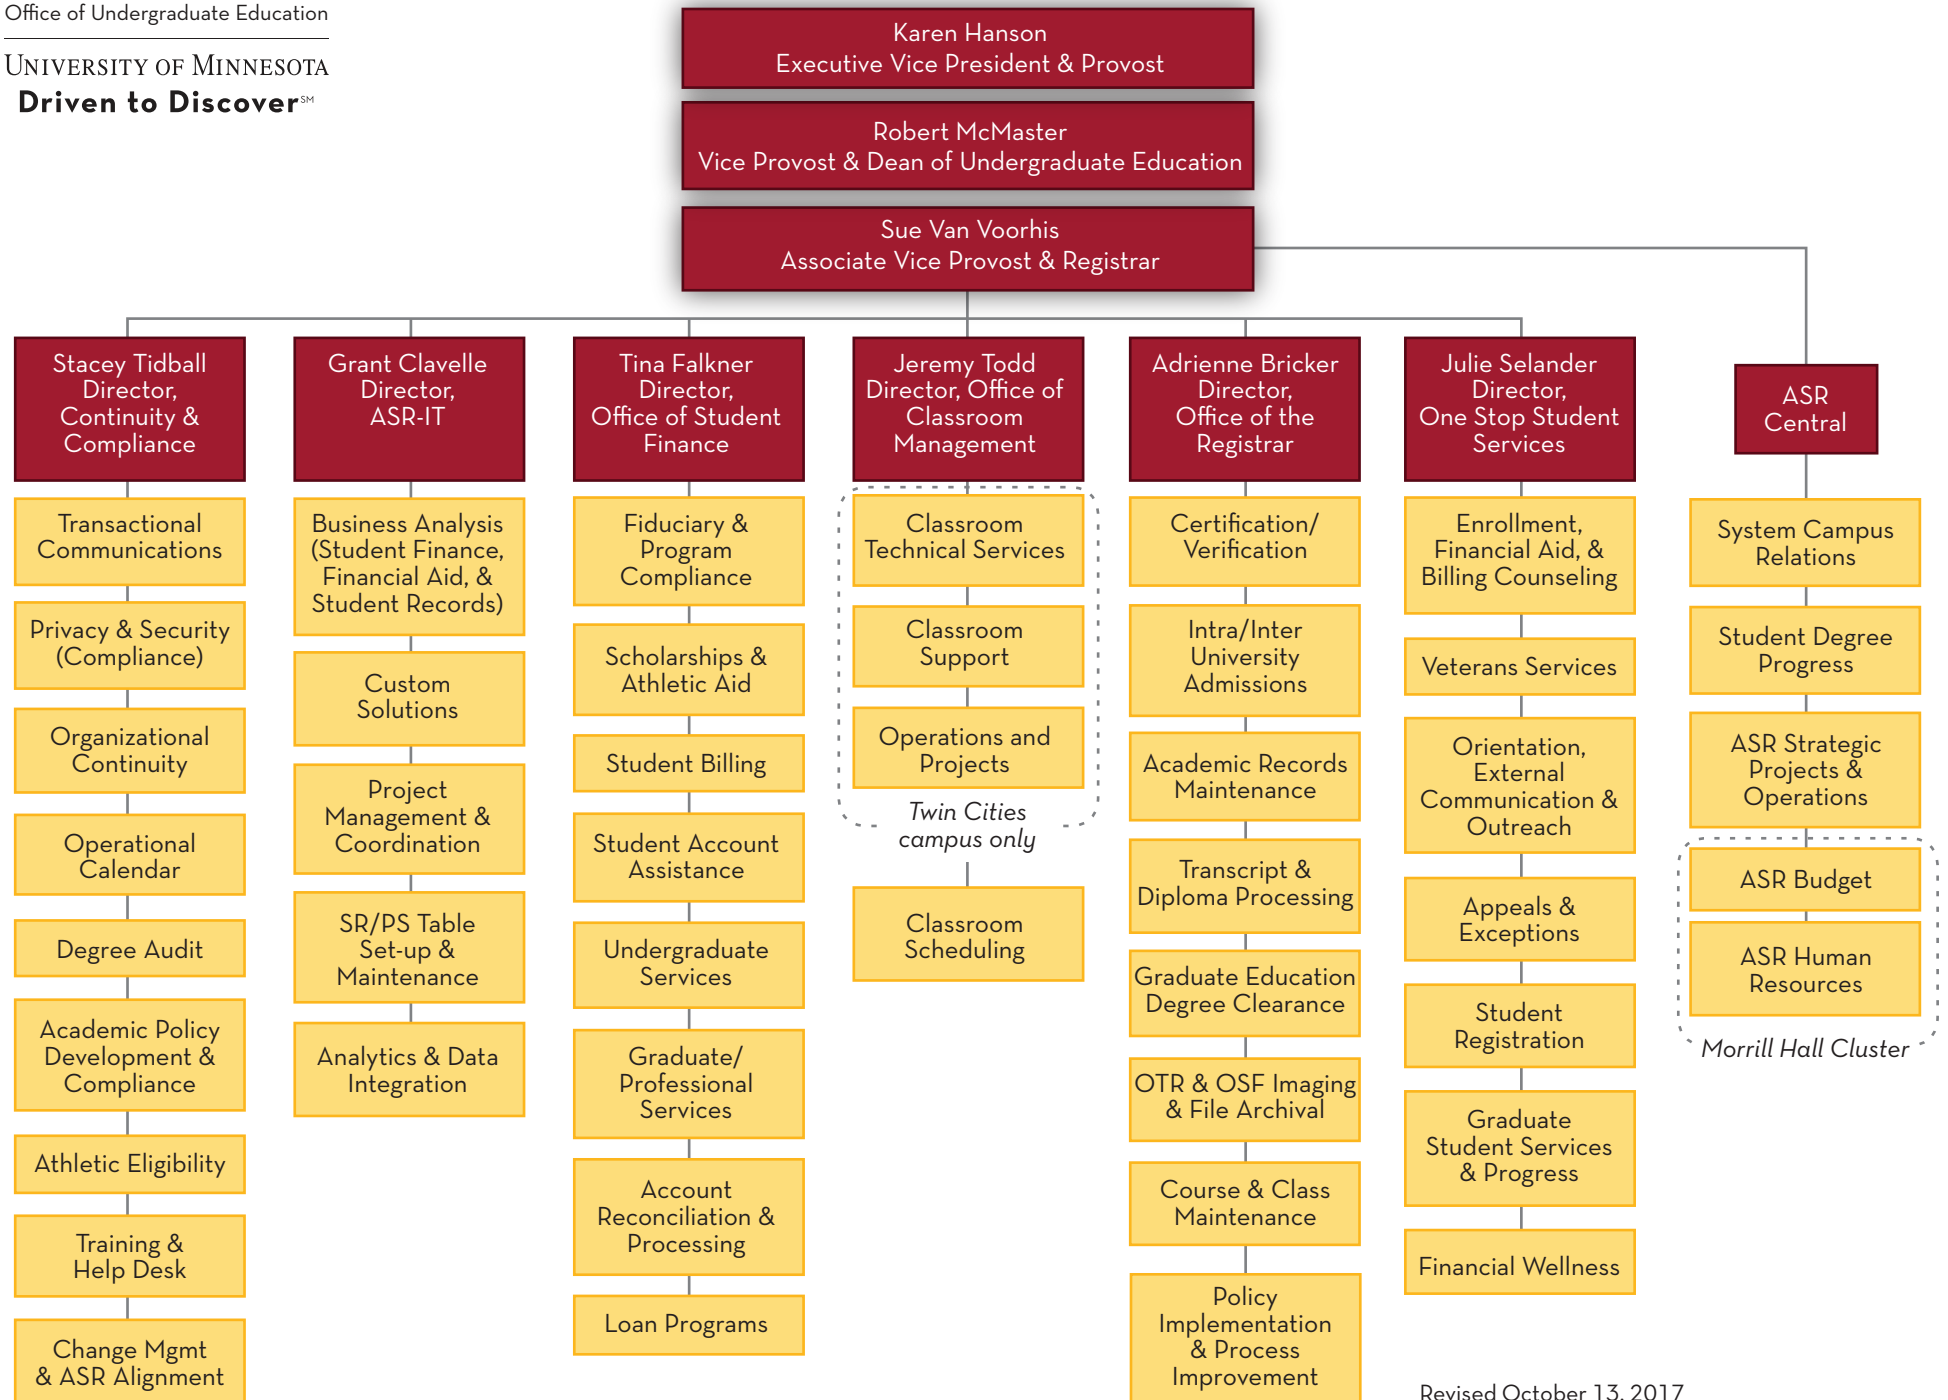 Office of Undergraduate Education
UNIVERSITY OF MINNESOTA
Driven to Discover℠
Karen Hanson
Executive Vice President & Provost
Robert McMaster
Vice Provost & Dean of Undergraduate Education
Sue Van Voorhis
Associate Vice Provost & Registrar
Stacey Tidball
Director,
Continuity &
Compliance
Transactional
Communications
Privacy & Security
(Compliance)
Organizational
Continuity
Operational
Calendar
Degree Audit
Academic Policy
Development &
Compliance
Athletic Eligibility
Training &
Help Desk
Change Mgmt
& ASR Alignment
Grant Clavelle
Director,
ASR-IT
Business Analysis
(Student Finance,
Financial Aid, &
Student Records)
Custom
Solutions
Project
Management &
Coordination
SR/PS Table
Set-up &
Maintenance
Analytics & Data
Integration
Tina Falkner
Director,
Office of Student
Finance
Fiduciary &
Program
Compliance
Scholarships &
Athletic Aid
Student Billing
Student Account
Assistance
Undergraduate
Services
Graduate/
Professional
Services
Account
Reconciliation &
Processing
Loan Programs
Jeremy Todd
Director, Office of
Classroom
Management
Classroom
Technical Services
Classroom
Support
Operations and
Projects
Twin Cities
campus only
Classroom
Scheduling
Adrienne Bricker
Director,
Office of the
Registrar
Certification/
Verification
Intra/Inter
University
Admissions
Academic Records
Maintenance
Transcript &
Diploma Processing
Graduate Education
Degree Clearance
OTR & OSF Imaging
& File Archival
Course & Class
Maintenance
Policy
Implementation
& Process
Improvement
Julie Selander
Director,
One Stop Student
Services
Enrollment,
Financial Aid, &
Billing Counseling
Veterans Services
Orientation,
External
Communication &
Outreach
Appeals &
Exceptions
Student
Registration
Graduate
Student Services
& Progress
Financial Wellness
ASR
Central
System Campus
Relations
Student Degree
Progress
ASR Strategic
Projects &
Operations
ASR Budget
ASR Human
Resources
Morrill Hall Cluster
Revised October 13, 2017